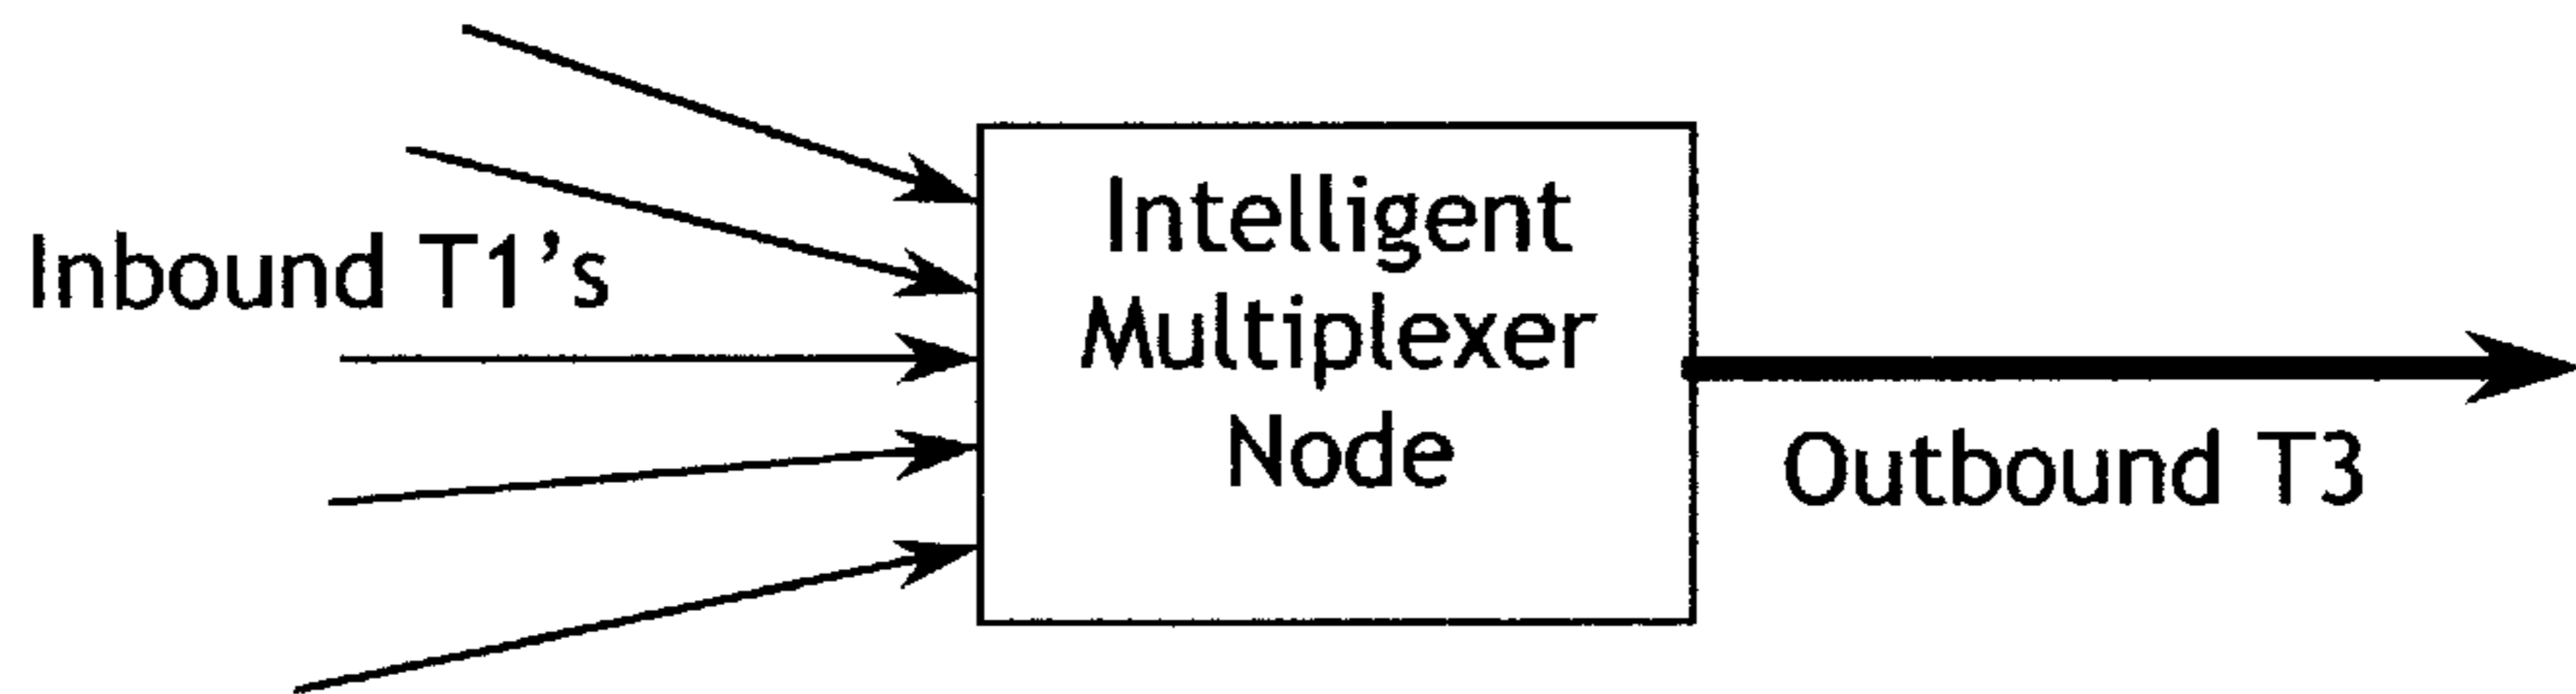 Inbound T1’s
Intelligent
Multiplexer
Node
Outbound T3